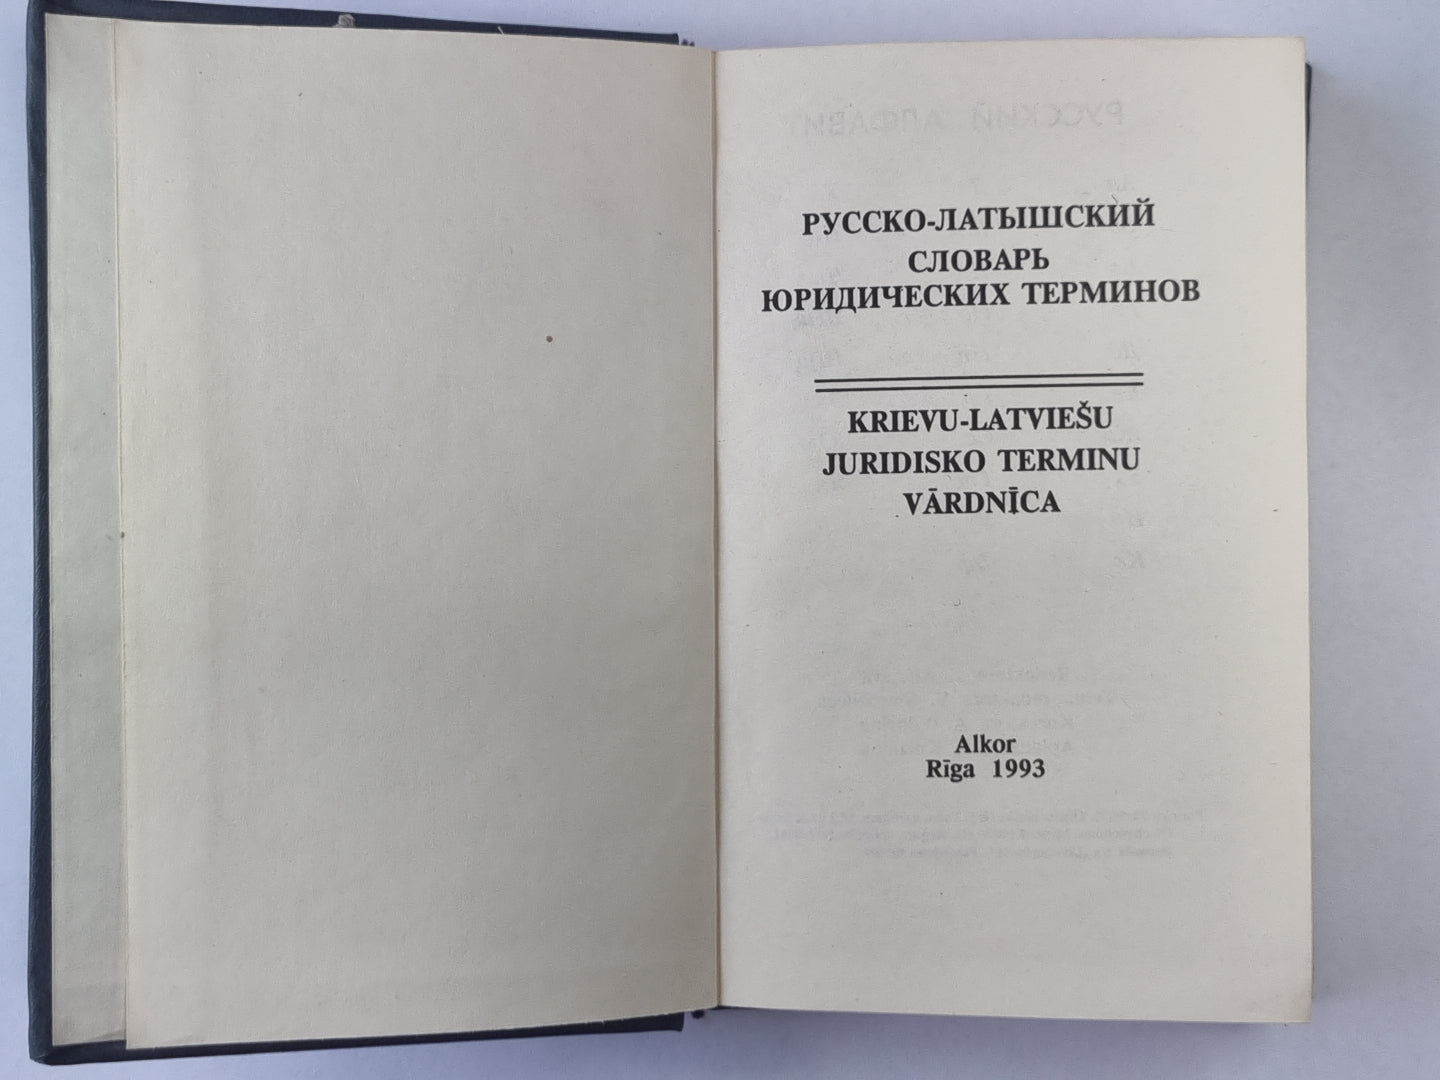 РУССКО-ЛАТЫШСКИЙ
СЛОВАРЬ
ЮРИДИЧЕСКИХ ТЕРМИНОВ
KRIEVU-LATVIEŠU
JURIDISKO TERMINU
VĀRDNĪCA
Alkor
Rīga 1993